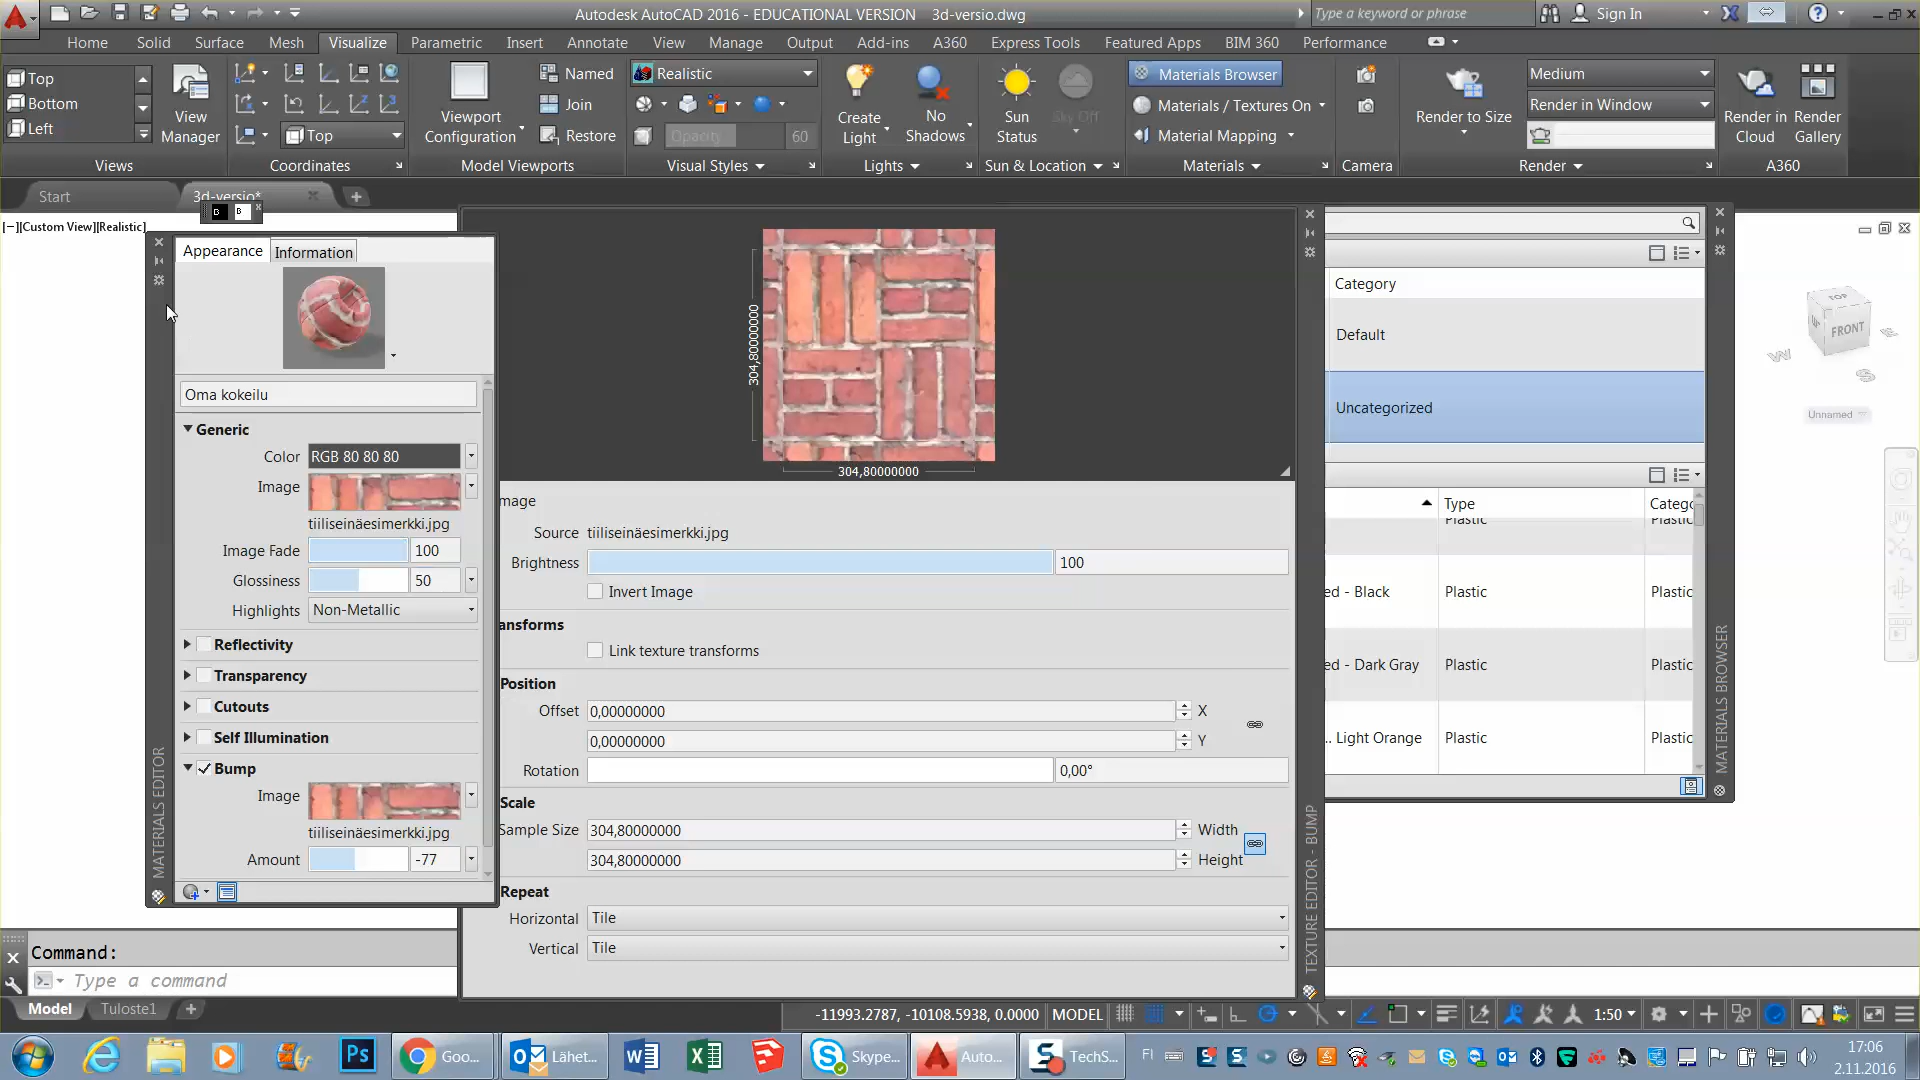 Autodesk AutoCAD 2016 - EDUCATIONAL VERSION 3d-versio.dwg
Type a keyword or phrase
Sign In
Home Solid Surface Mesh Visualize Parametric Insert Annotate View Manage Output Add-ins A360 Express Tools Featured Apps BIM 360 Performance
Top
Bottom
Left
View
Manager
Top
Viewport
Configuration
Named
Join
Restore
Realistic
Opacity 60
Create
Light
No
Shadows
Sun
Status
Sky Off
Materials Browser
Materials / Textures On
Material Mapping
Render to Size
Medium
Render in Window
Render in
Cloud
Render
Gallery
Views Coordinates Model Viewports Visual Styles Lights Sun & Location Materials Camera Render A360
Start 3d-versio*
B B
[−][Custom View][Realistic]
Appearance Information
Oma kokeilu
Generic
Color RGB 80 80 80
Image
tiiliseinäesimerkki.jpg
Image Fade 100
Glossiness 50
Highlights Non-Metallic
Reflectivity
Transparency
Cutouts
Self Illumination
Bump
Image
tiiliseinäesimerkki.jpg
Amount -77
MATERIALS EDITOR
304,80000000
304,80000000
mage
Source tiiliseinäesimerkki.jpg
Brightness 100
Invert Image
ansforms
Link texture transforms
Position
Offset 0,00000000 X
0,00000000 Y
Rotation 0,00°
Scale
Sample Size 304,80000000 Width
304,80000000 Height
Repeat
Horizontal Tile
Vertical Tile
TEXTURE EDITOR - BUMP
Category
Default
Uncategorized
Type Catego
Plastic Plastic
ed - Black Plastic Plastic
ed - Dark Gray Plastic Plastic
... Light Orange Plastic Plastic
MATERIALS BROWSER
TOP
FRONT
W
S
Unnamed
Command:
Type a command
Model Tuloste1
-11993.2787, -10108.5938, 0.0000 MODEL
1:50
Ps
Goo...
Lähet...
Skype...
Auto...
TechS...
FI
17:06
2.11.2016